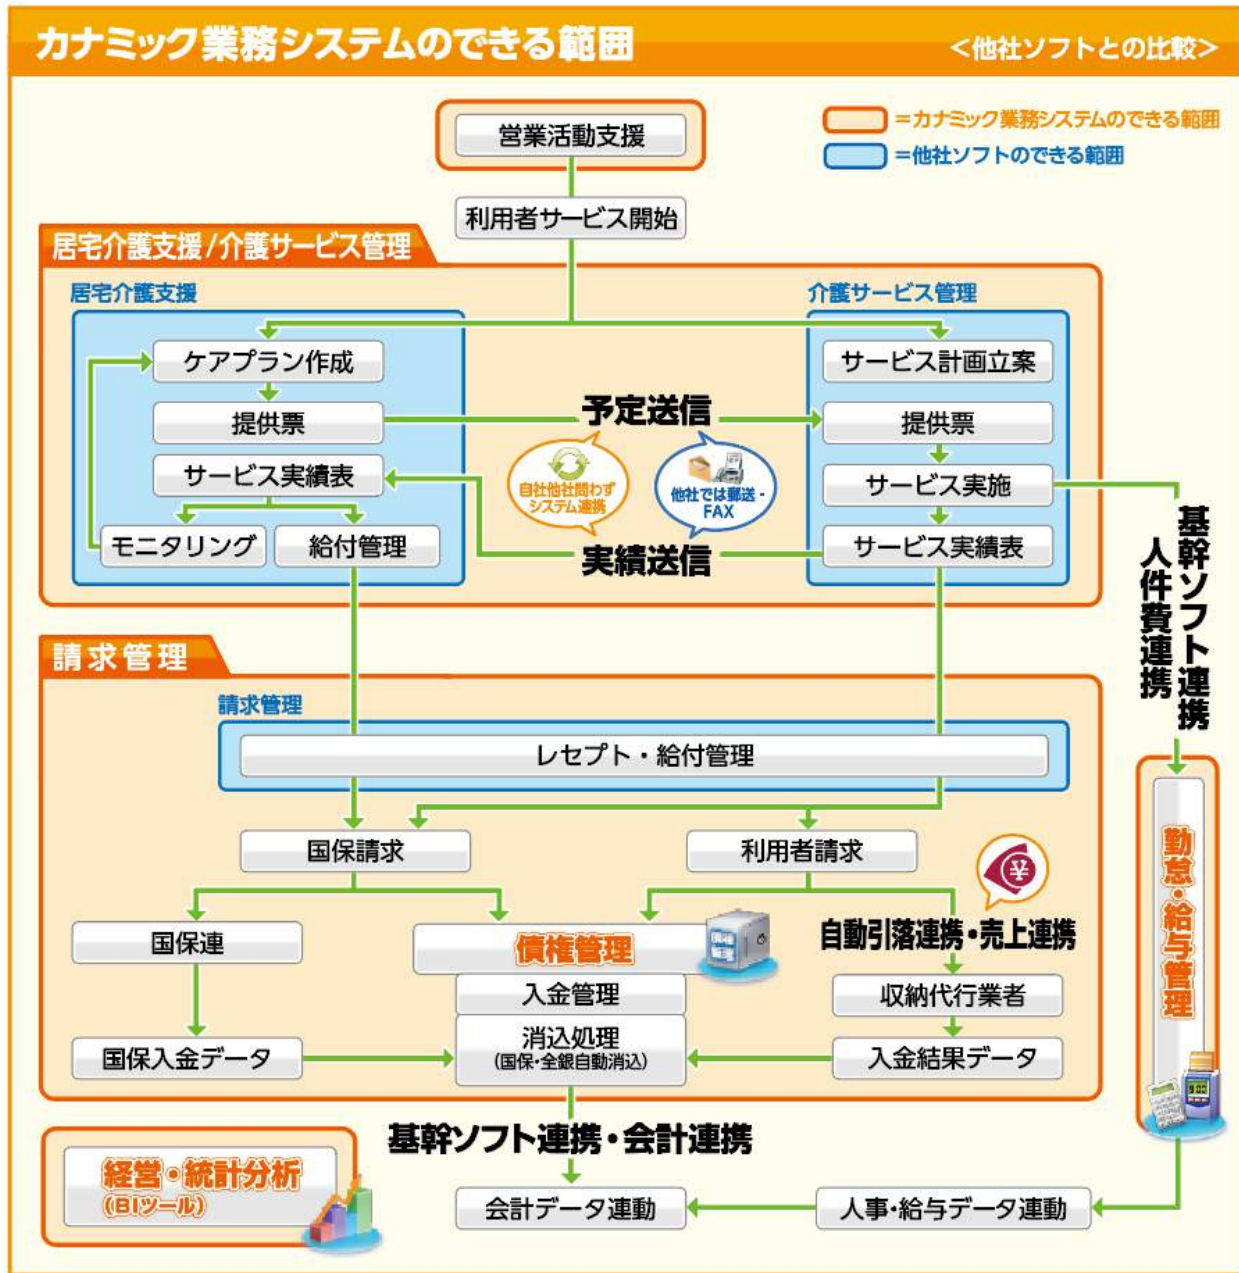 カナミック業務システムのできる範囲
＜他社ソフトとの比較＞
営業活動支援
=カナミック業務システムのできる範囲
=他社ソフトのできる範囲
利用者サービス開始
居宅介護支援/介護サービス管理
居宅介護支援
介護サービス管理
ケアプラン作成
サービス計画立案
提供票
予定送信
提供票
サービス実績表
自社他社問わず
システム連携
他社では郵送・
FAX
サービス実施
モニタリング
給付管理
実績送信
サービス実績表
基幹ソフト連携
人件費連携
請求管理
請求管理
レセプト・給付管理
国保請求
利用者請求
¥
勤怠・給与管理
9:00
国保連
債権管理
債権
管理
自動引落連携・売上連携
入金管理
収納代行業者
国保入金データ
消込処理
(国保・全銀自動消込)
入金結果データ
基幹ソフト連携・会計連携
経営・統計分析
(BIツール)
会計データ連動
人事・給与データ連動